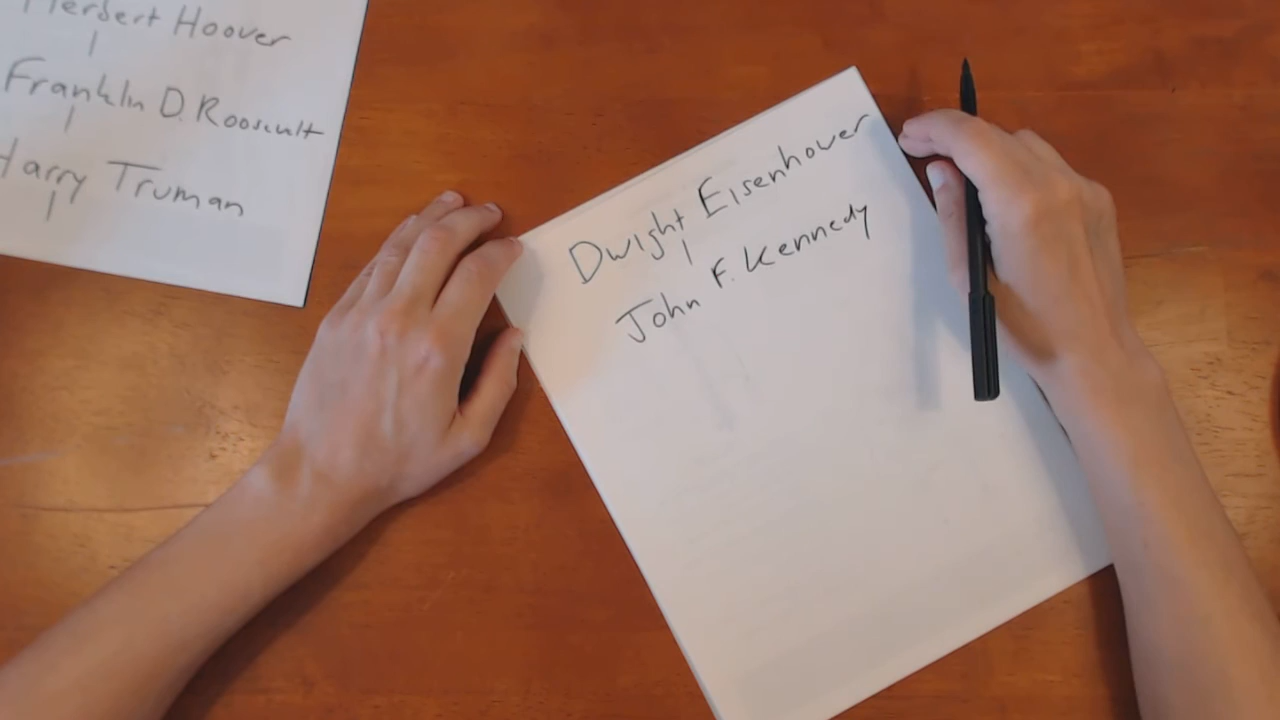 Herbert Hoover
Franklin D. Roosevelt
Harry Truman
Dwight Eisenhower
John F. Kennedy